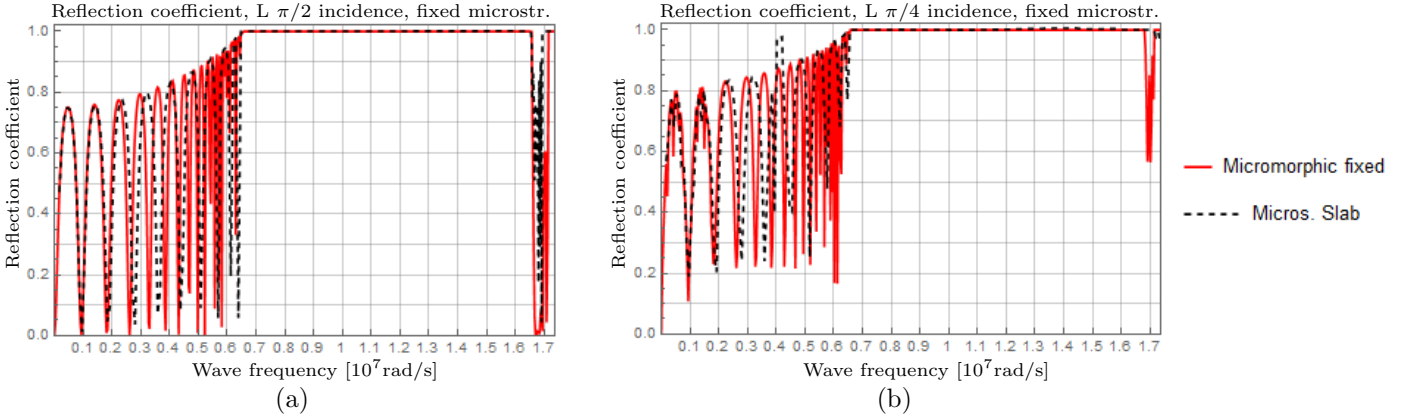 Reflection coefficient, L π/2 incidence, fixed microstr.
Reflection coefficient
1.0
0.8
0.6
0.4
0.2
0.0
0.1 0.2 0.3 0.4 0.5 0.6 0.7 0.8 0.9 1 1.1 1.2 1.3 1.4 1.5 1.6 1.7
Wave frequency [10⁷rad/s]
(a)
Reflection coefficient, L π/4 incidence, fixed microstr.
Reflection coefficient
1.0
0.8
0.6
0.4
0.2
0.0
0.1 0.2 0.3 0.4 0.5 0.6 0.7 0.8 0.9 1 1.1 1.2 1.3 1.4 1.5 1.6 1.7
Wave frequency [10⁷rad/s]
(b)
Micromorphic fixed
Micros. Slab